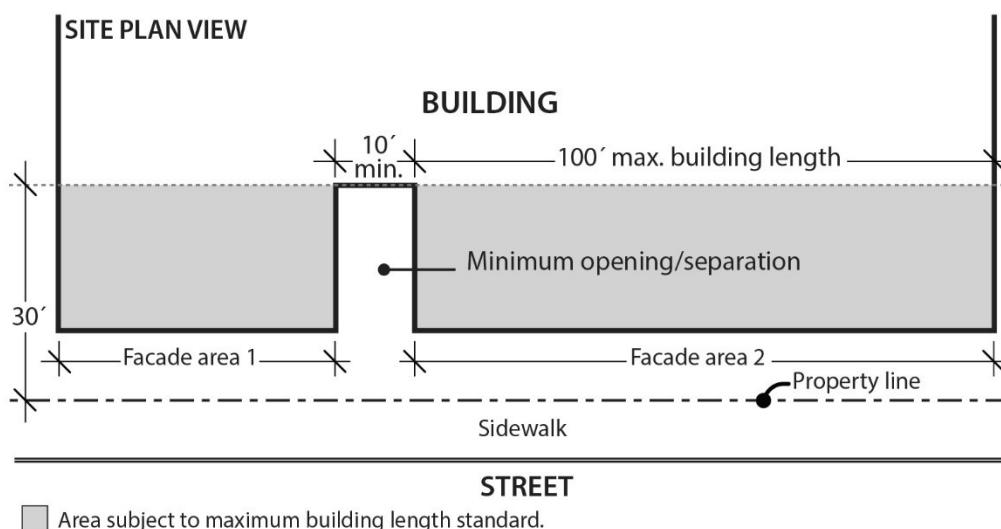 SITE PLAN VIEW
BUILDING
10´
min.
100´ max. building length
Minimum opening/separation
30´
Facade area 1
Facade area 2
Property line
Sidewalk
STREET
Area subject to maximum building length standard.